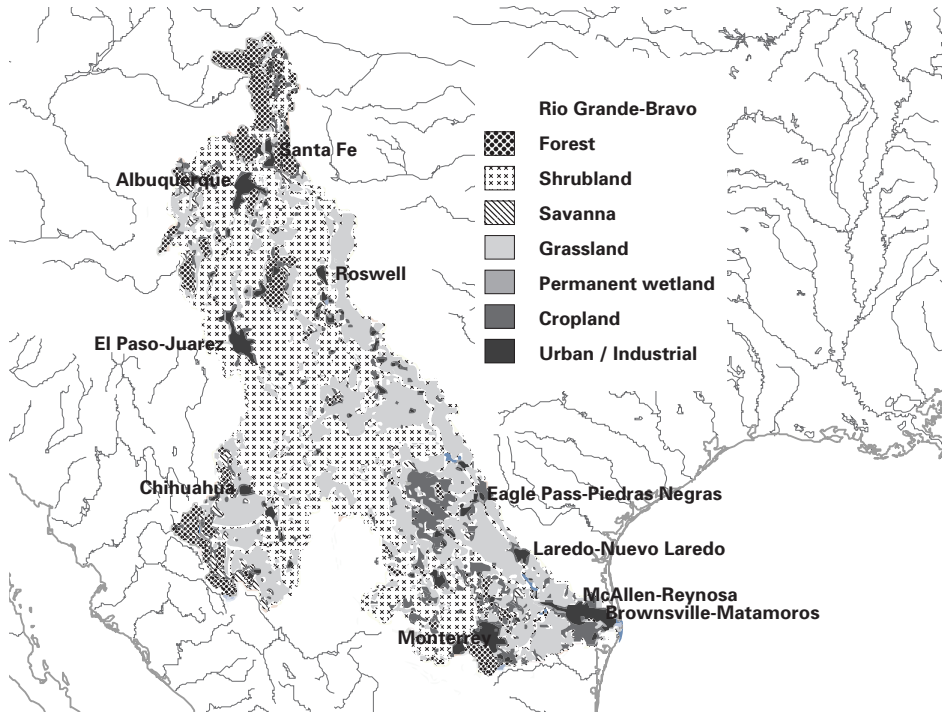 Rio Grande-Bravo
Forest
Shrubland
Savanna
Grassland
Permanent wetland
Cropland
Urban / Industrial
Santa Fe
Albuquerque
Roswell
El Paso-Juarez
Chihuahua
Eagle Pass-Piedras Negras
Laredo-Nuevo Laredo
McAllen-Reynosa
Brownsville-Matamoros
Monterrey